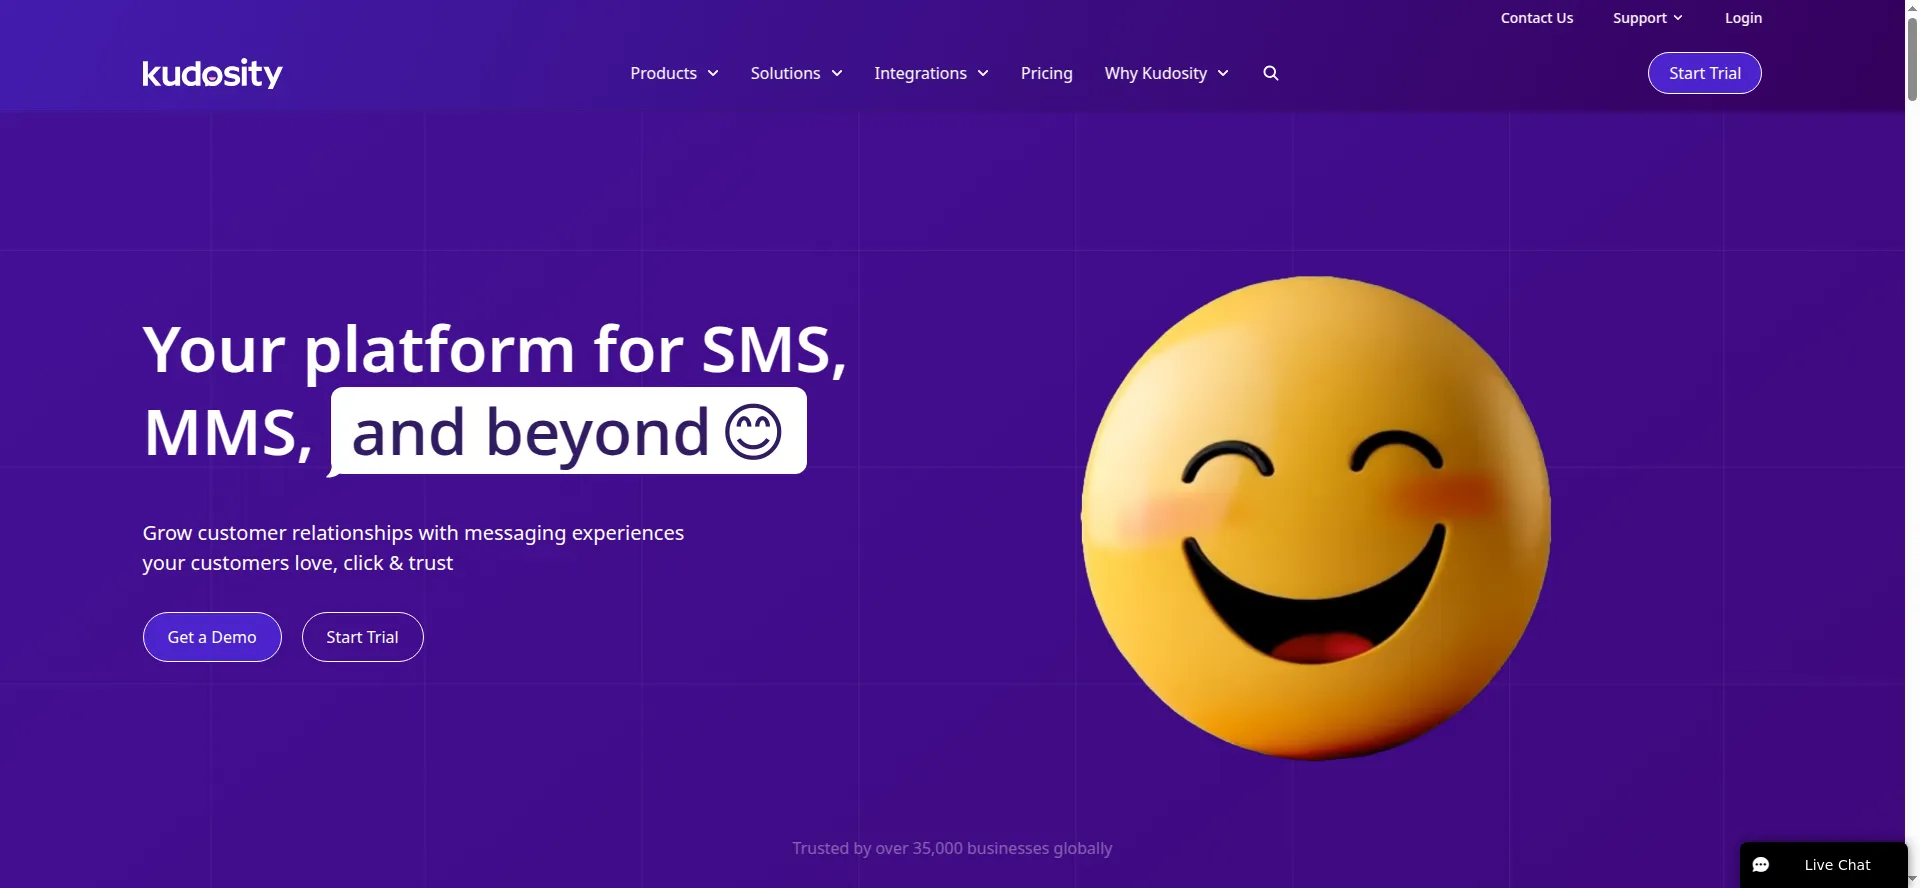 Contact Us Support Login
kudosity Products Solutions Integrations Pricing Why Kudosity Start Trial
Your platform for SMS,
MMS, and beyond
Grow customer relationships with messaging experiences
your customers love, click & trust
Get a Demo Start Trial
Trusted by over 35,000 businesses globally
Live Chat